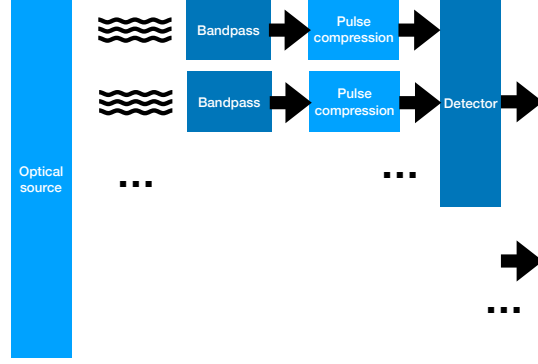 Bandpass
Pulse
compression
Bandpass
Pulse
compression
Detector
Optical
source
...
...
...